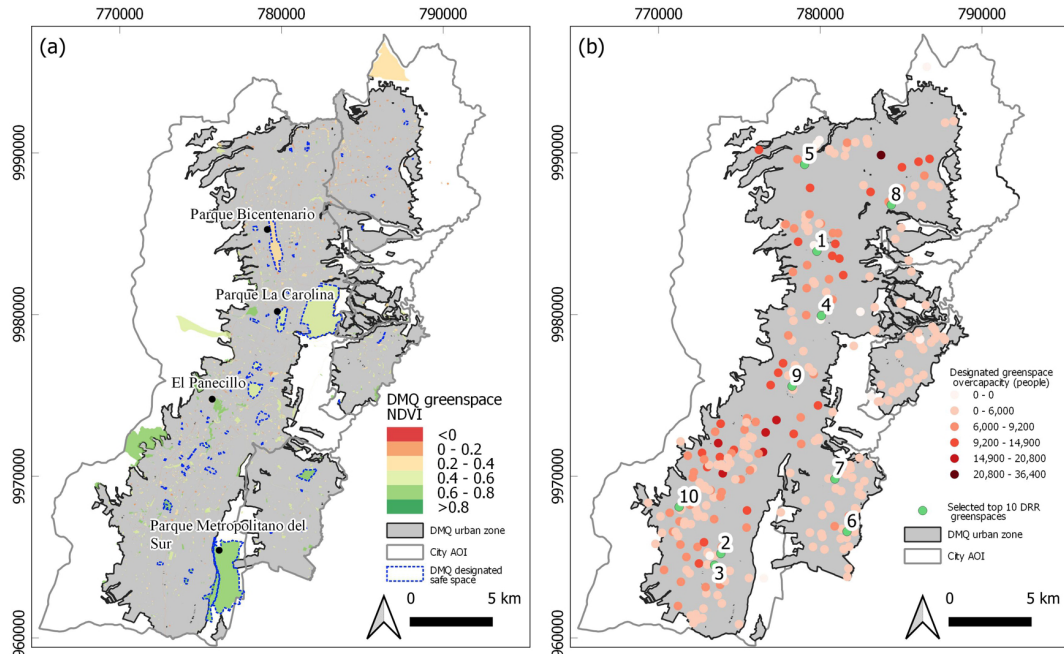 770000
780000
790000
(a)
9990000
9980000
9970000
9960000
Parque Bicentenario
Parque La Carolina
El Panecillo
Parque Metropolitano del
Sur
DMQ greenspace
NDVI
<0
0 - 0.2
0.2 - 0.4
0.4 - 0.6
0.6 - 0.8
>0.8
DMQ urban zone
City AOI
DMQ designated
safe space
0
5 km
770000
780000
790000
(b)
9990000
9980000
9970000
9960000
5
8
1
4
9
7
10
6
2
3
Designated greenspace
overcapacity (people)
0 - 0
0 - 6,000
6,000 - 9,200
9,200 - 14,900
14,900 - 20,800
20,800 - 36,400
Selected top 10 DRR
greenspaces
DMQ urban zone
City AOI
0
5 km